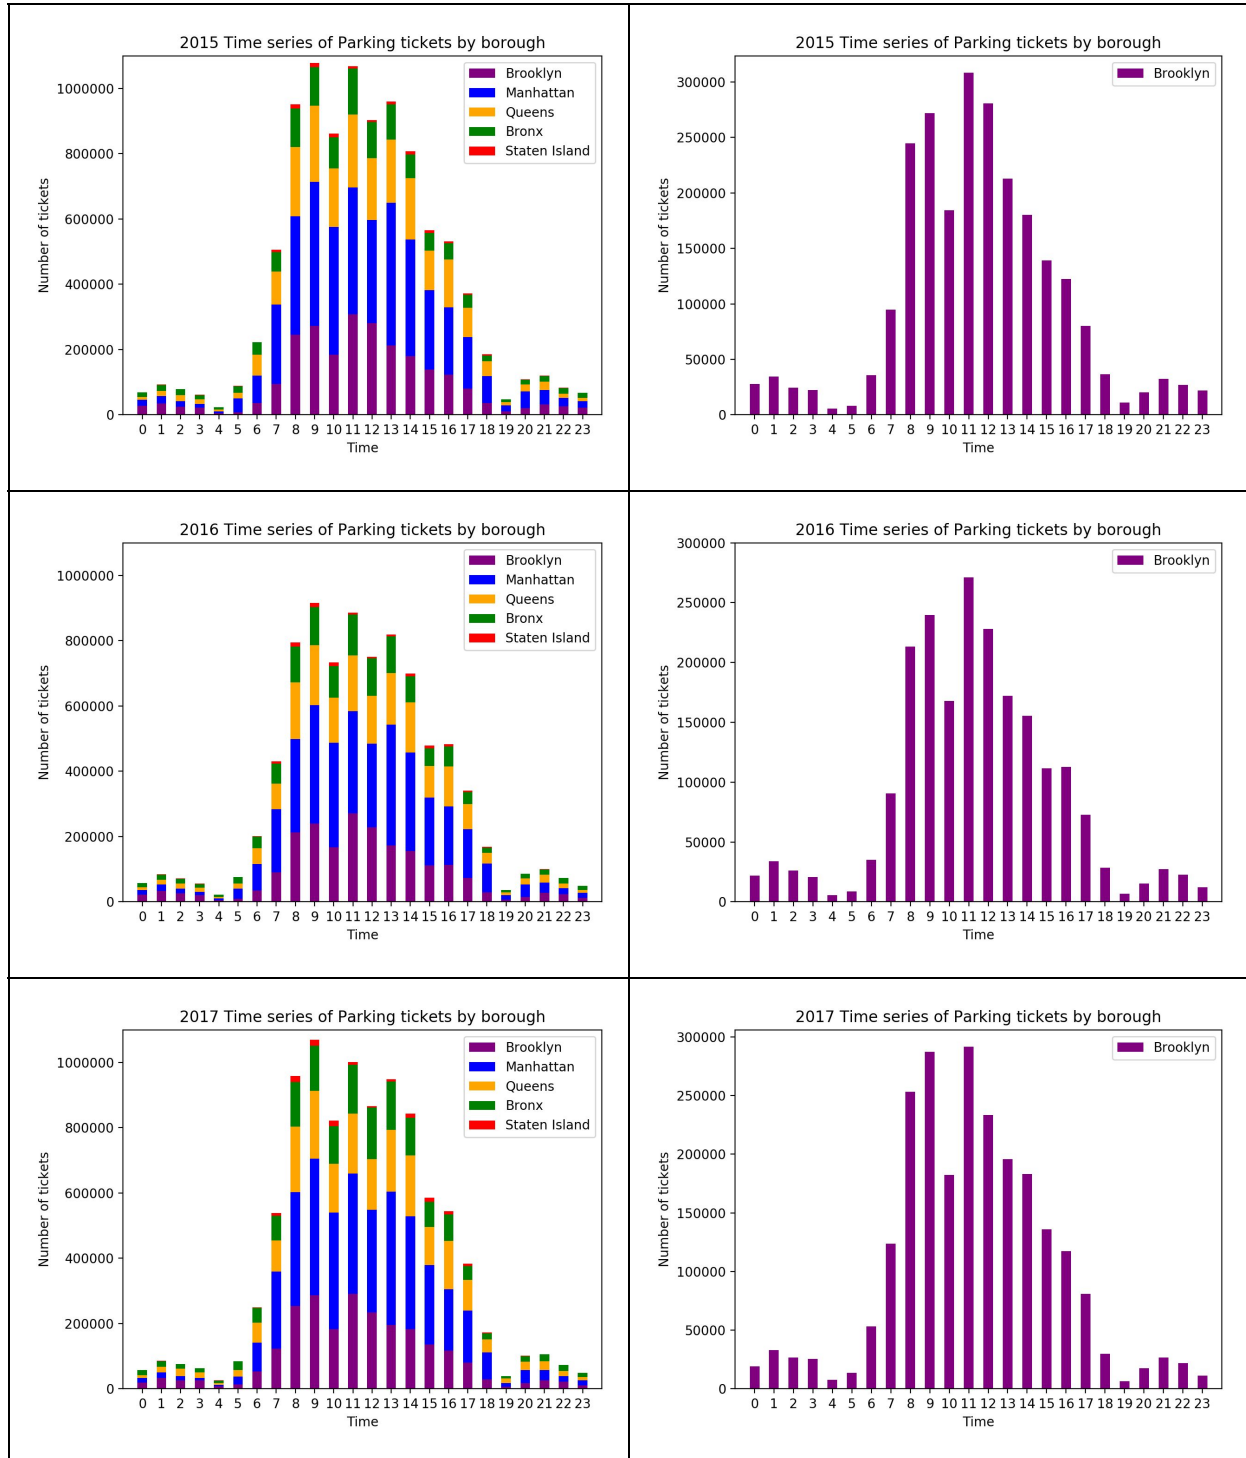 2015 Time series of Parking tickets by borough
Number of tickets
1000000
800000
600000
400000
200000
0
Brooklyn
Manhattan
Queens
Bronx
Staten Island
0 1 2 3 4 5 6 7 8 9 10 11 12 13 14 15 16 17 18 19 20 21 22 23
Time
2015 Time series of Parking tickets by borough
Number of tickets
300000
250000
200000
150000
100000
50000
0
Brooklyn
0 1 2 3 4 5 6 7 8 9 10 11 12 13 14 15 16 17 18 19 20 21 22 23
Time
2016 Time series of Parking tickets by borough
Number of tickets
1000000
800000
600000
400000
200000
0
Brooklyn
Manhattan
Queens
Bronx
Staten Island
0 1 2 3 4 5 6 7 8 9 10 11 12 13 14 15 16 17 18 19 20 21 22 23
Time
2016 Time series of Parking tickets by borough
Number of tickets
300000
250000
200000
150000
100000
50000
0
Brooklyn
0 1 2 3 4 5 6 7 8 9 10 11 12 13 14 15 16 17 18 19 20 21 22 23
Time
2017 Time series of Parking tickets by borough
Number of tickets
1000000
800000
600000
400000
200000
0
Brooklyn
Manhattan
Queens
Bronx
Staten Island
0 1 2 3 4 5 6 7 8 9 10 11 12 13 14 15 16 17 18 19 20 21 22 23
Time
2017 Time series of Parking tickets by borough
Number of tickets
300000
250000
200000
150000
100000
50000
0
Brooklyn
0 1 2 3 4 5 6 7 8 9 10 11 12 13 14 15 16 17 18 19 20 21 22 23
Time